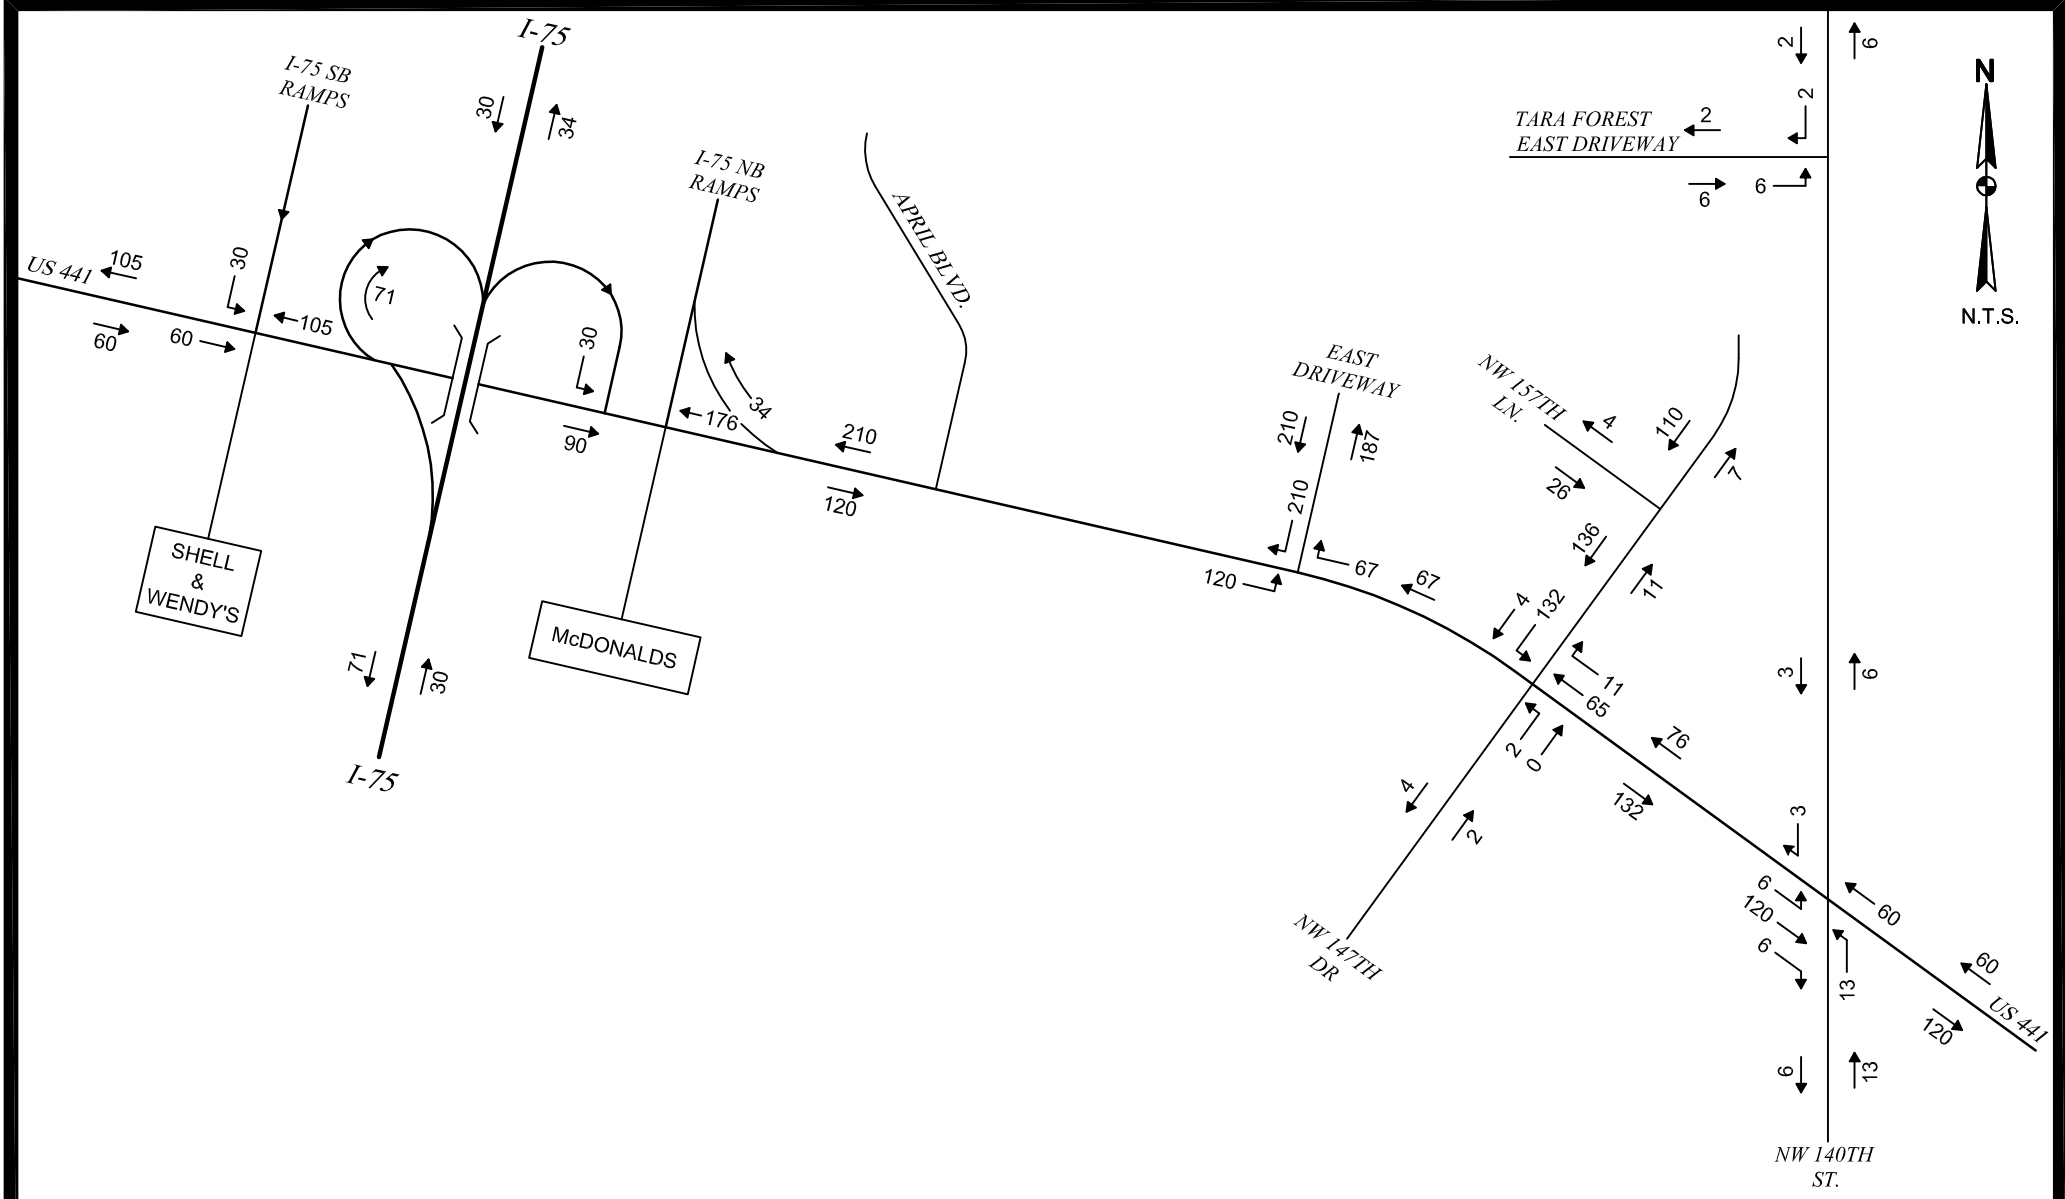 I-75
2
6
I-75 SB
RAMPS
N
30
34
2
TARA FOREST
EAST DRIVEWAY
2
I-75 NB
RAMPS
6
6
APRIL BLVD.
US 441
105
30
71
105
60
60
N.T.S.
30
EAST
DRIVEWAY
NW 157TH
LN.
34
176
210
90
210
187
4
110
7
26
120
210
136
SHELL
&
WENDY'S
67
67
120
4
132
11
McDONALDS
71
30
11
65
3
6
2
0
76
I-75
4
132
2
3
6
120
6
60
NW 147TH
DR
13
60
US 441
120
6
13
NW 140TH
ST.